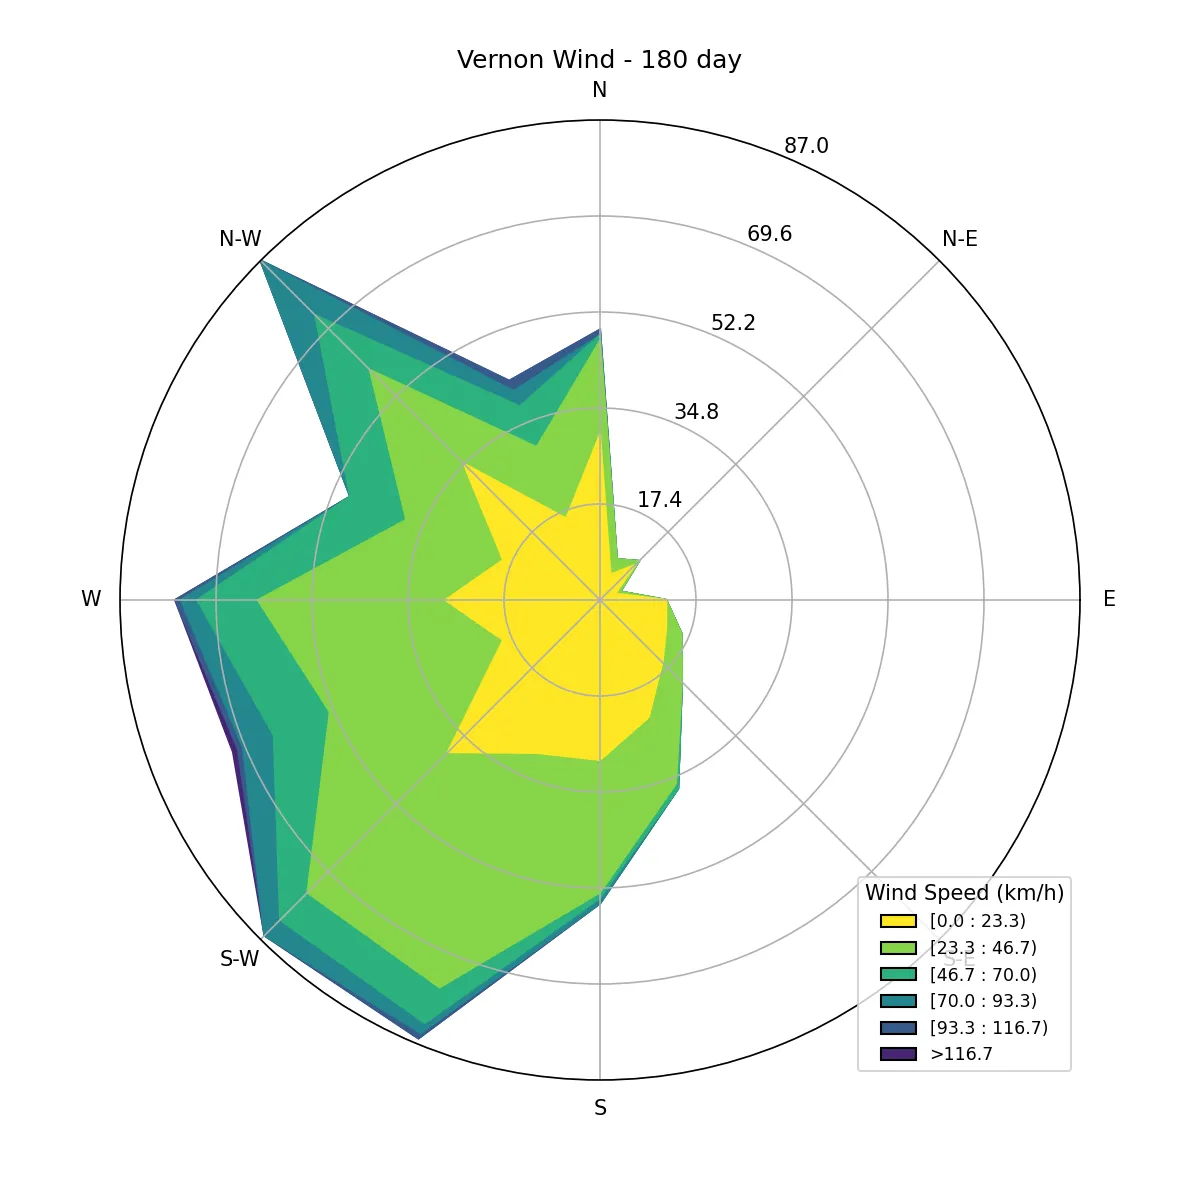 Vernon Wind - 180 day
N
87.0
69.6
N-W
N-E
52.2
34.8
17.4
W
E
Wind Speed (km/h)
[0.0 : 23.3)
[23.3 : 46.7)
S-W
S-E
[46.7 : 70.0)
[70.0 : 93.3)
[93.3 : 116.7)
>116.7
S